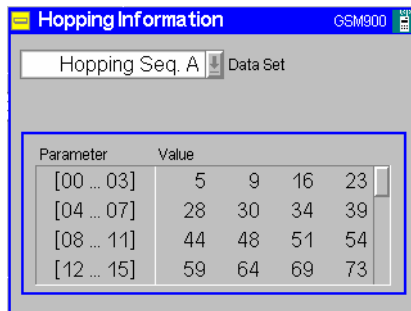 Hopping Information GSM900
Hopping Seq. A Data Set
Parameter Value
[00 ... 03] 5 9 16 23
[04 ... 07] 28 30 34 39
[08 ... 11] 44 48 51 54
[12 ... 15] 59 64 69 73